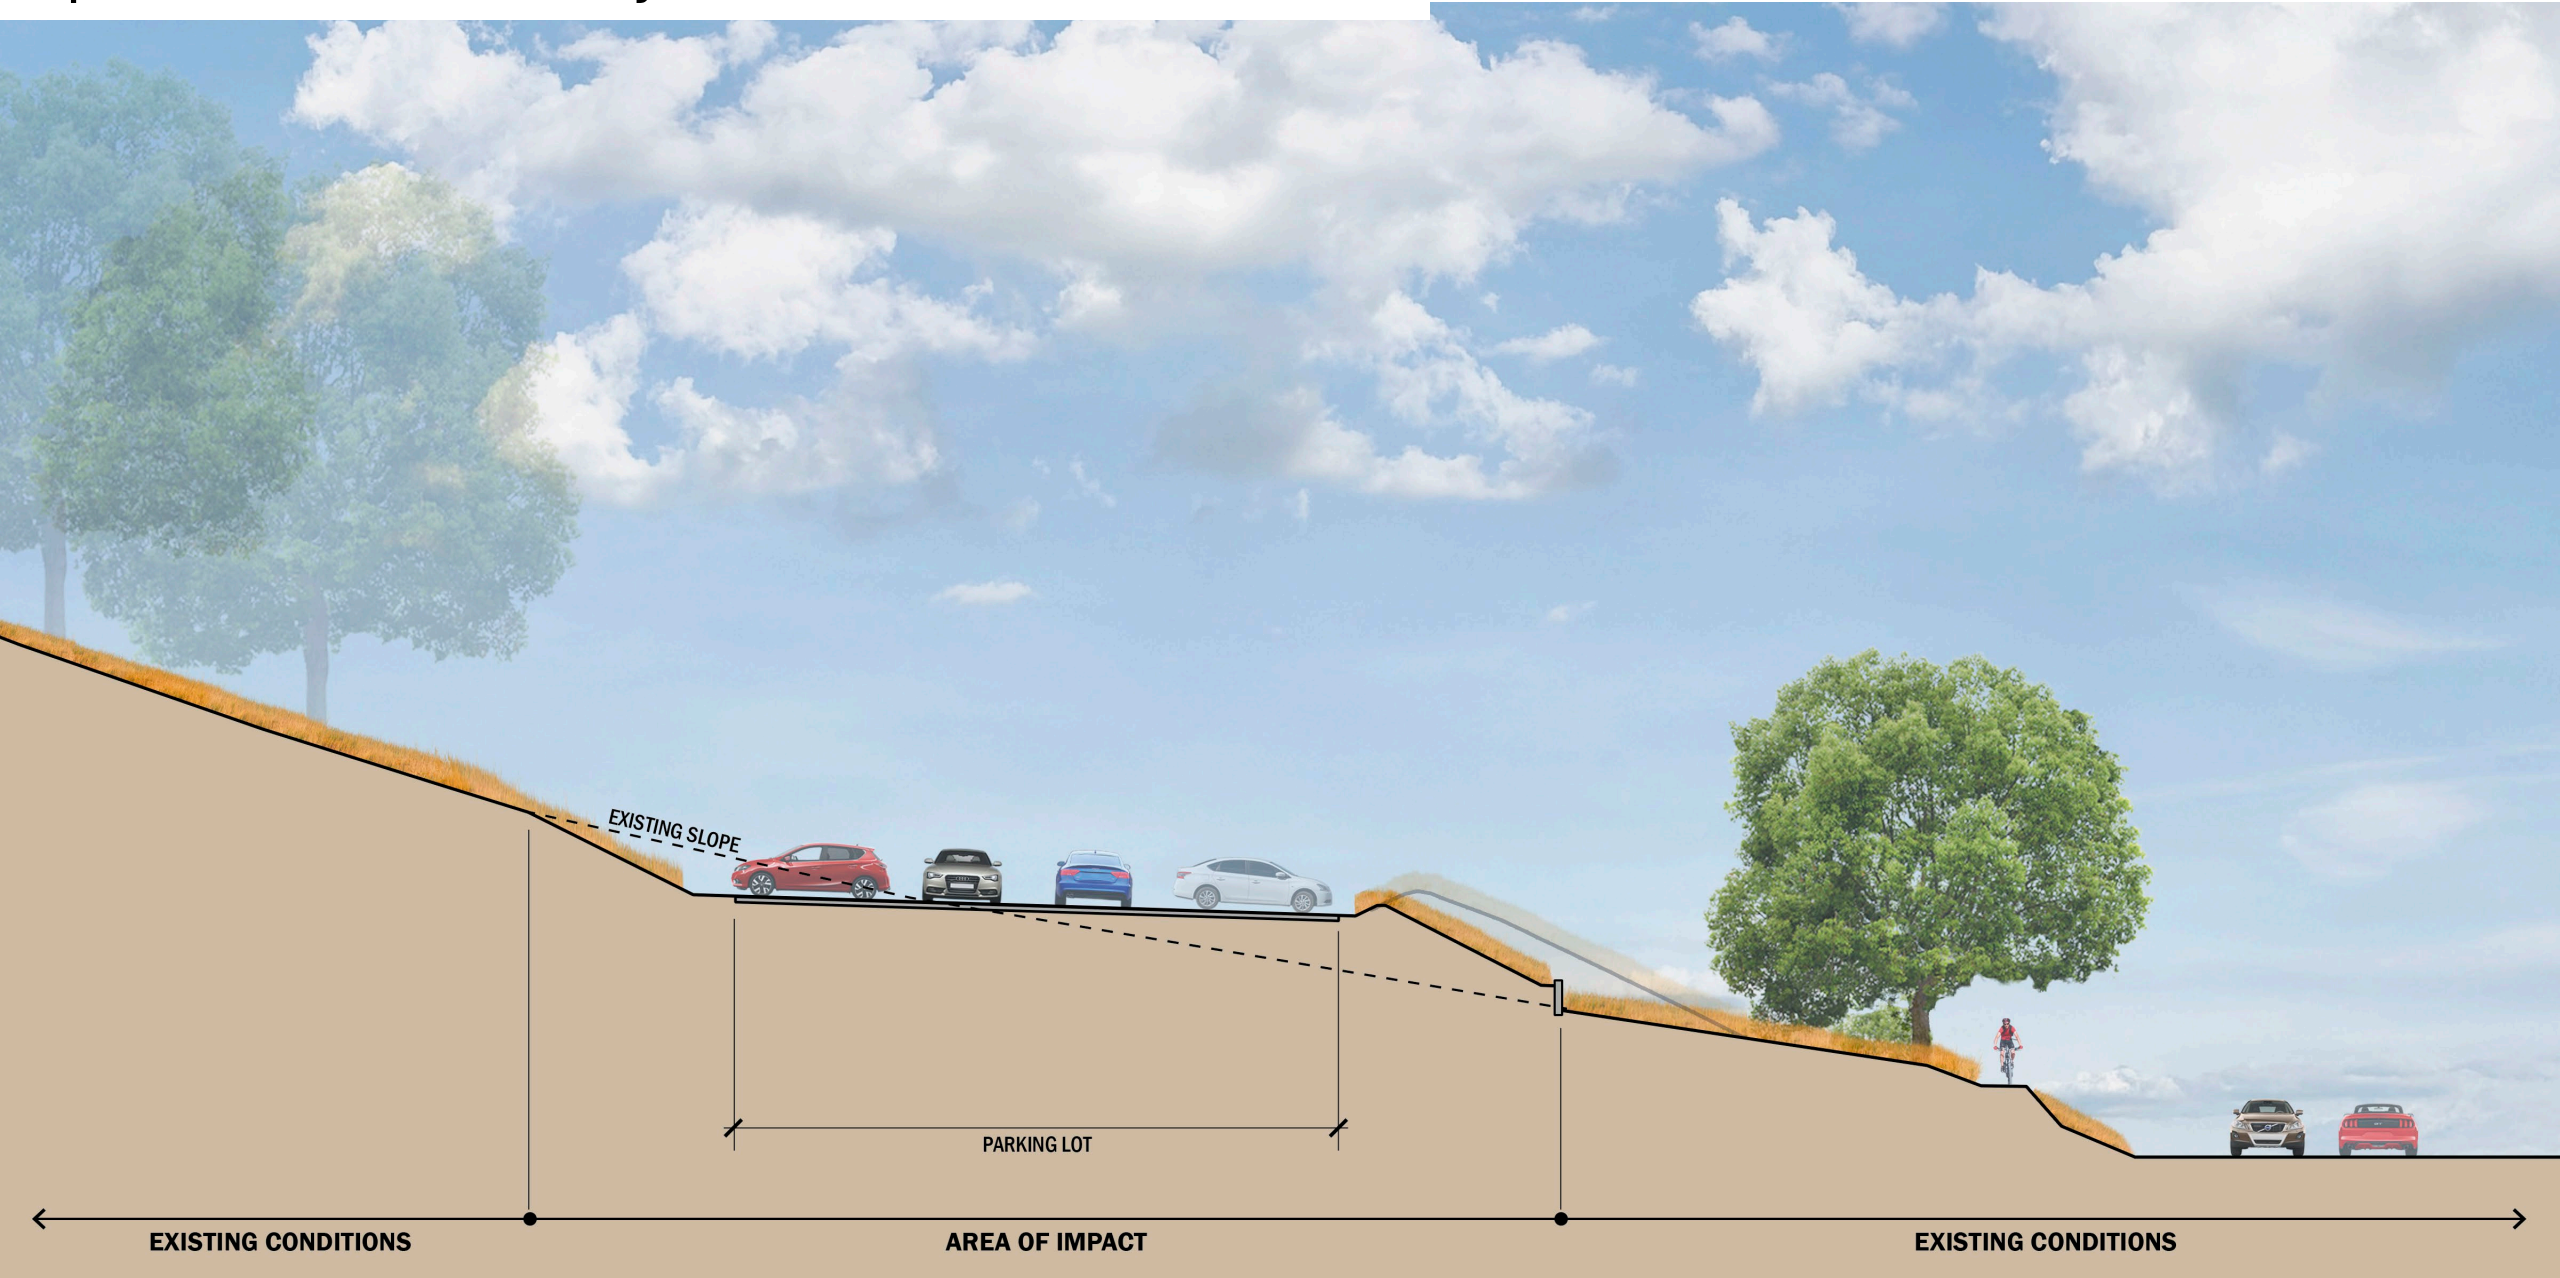 EXISTING SLOPE
PARKING LOT
EXISTING CONDITIONS
AREA OF IMPACT
EXISTING CONDITIONS